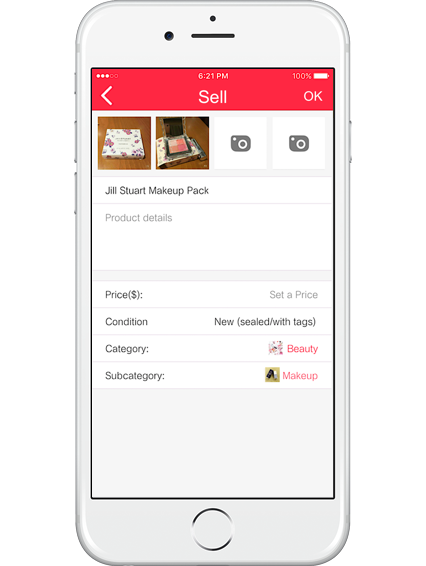 6:21 PM
100%
Sell
OK
Jill Stuart Makeup Pack
Product details
Price($):
Set a Price
Condition
New (sealed/with tags)
Category:
Beauty
Subcategory:
Makeup